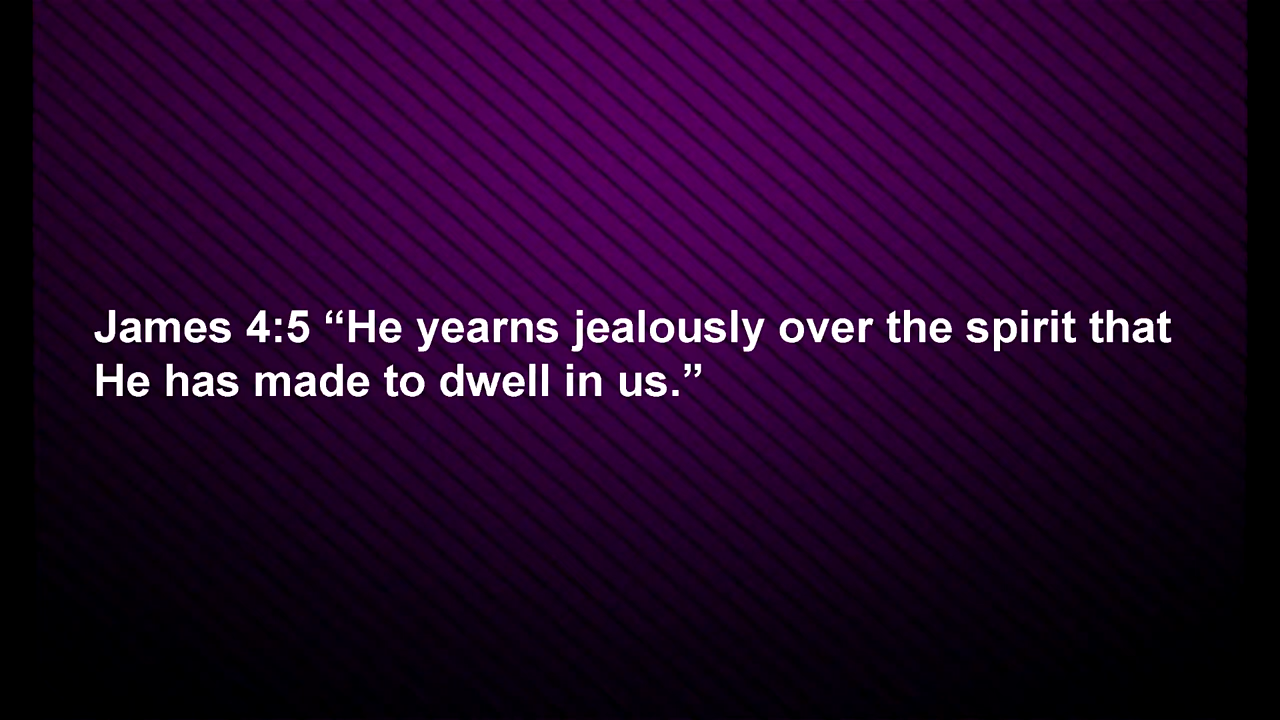 James 4:5 “He yearns jealously over the spirit that
He has made to dwell in us.”